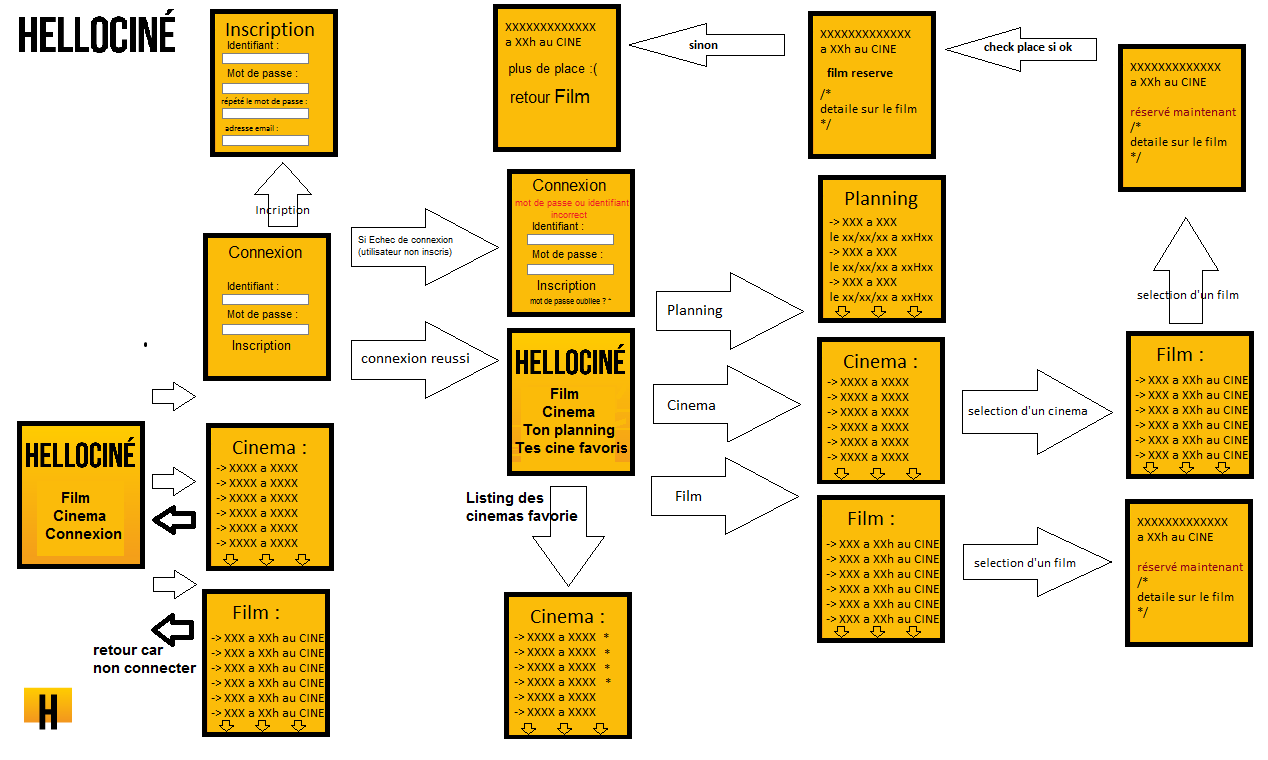 HELLOCINÉ
Inscription
Identifiant :
Mot de passe :
répété le mot de passe :
adresse email :
XXXXXXXXXXXXX
a XXh au CINE
plus de place :(
retour Film
sinon
XXXXXXXXXXXXX
a XXh au CINE
film reserve
/*
detaile sur le film
*/
check place si ok
XXXXXXXXXXXXX
a XXh au CINE
réservé maintenant
/*
detaile sur le film
*/
Incription
Connexion
Identifiant :
Mot de passe :
Inscription
Si Echec de connexion
(utilisateur non inscris)
connexion reussi
Connexion
mot de passe ou identifiant
incorrect
Identifiant :
Mot de passe :
Inscription
mot de passe oubliee ? "
HELLOCINÉ
Film
Cinema
Ton planning
Tes cine favoris
Planning
Cinema
Film
Planning
-> XXX a XXX
le xx/xx/xx a xxHxx
-> XXX a XXX
le xx/xx/xx a xxHxx
-> XXX a XXX
le xx/xx/xx a xxHxx
Cinema :
-> XXXX a XXXX
-> XXXX a XXXX
-> XXXX a XXXX
-> XXXX a XXXX
-> XXXX a XXXX
-> XXXX a XXXX
selection d'un cinema
selection d'un film
Film :
-> XXX a XXh au CINE
-> XXX a XXh au CINE
-> XXX a XXh au CINE
-> XXX a XXh au CINE
-> XXX a XXh au CINE
-> XXX a XXh au CINE
HELLOCINÉ
Film
Cinema
Connexion
Cinema :
-> XXXX a XXXX
-> XXXX a XXXX
-> XXXX a XXXX
-> XXXX a XXXX
-> XXXX a XXXX
-> XXXX a XXXX
Listing des
cinemas favorie
Film :
-> XXX a XXh au CINE
-> XXX a XXh au CINE
-> XXX a XXh au CINE
-> XXX a XXh au CINE
-> XXX a XXh au CINE
-> XXX a XXh au CINE
selection d'un film
XXXXXXXXXXXXX
a XXh au CINE
réservé maintenant
/*
detaile sur le film
*/
retour car
non connecter
Film :
-> XXX a XXh au CINE
-> XXX a XXh au CINE
-> XXX a XXh au CINE
-> XXX a XXh au CINE
-> XXX a XXh au CINE
-> XXX a XXh au CINE
Cinema :
-> XXXX a XXXX *
-> XXXX a XXXX *
-> XXXX a XXXX *
-> XXXX a XXXX *
-> XXXX a XXXX
-> XXXX a XXXX
H